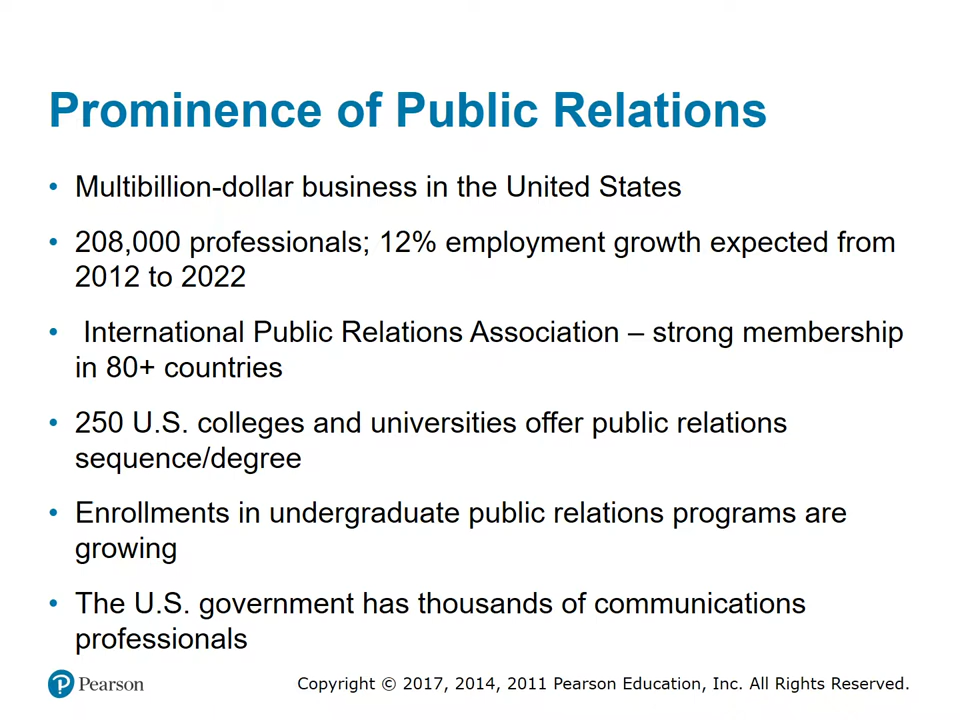 Prominence of Public Relations
• Multibillion-dollar business in the United States
• 208,000 professionals; 12% employment growth expected from
2012 to 2022
• International Public Relations Association – strong membership
in 80+ countries
• 250 U.S. colleges and universities offer public relations
sequence/degree
• Enrollments in undergraduate public relations programs are
growing
• The U.S. government has thousands of communications
professionals
Pearson
Copyright © 2017, 2014, 2011 Pearson Education, Inc. All Rights Reserved.